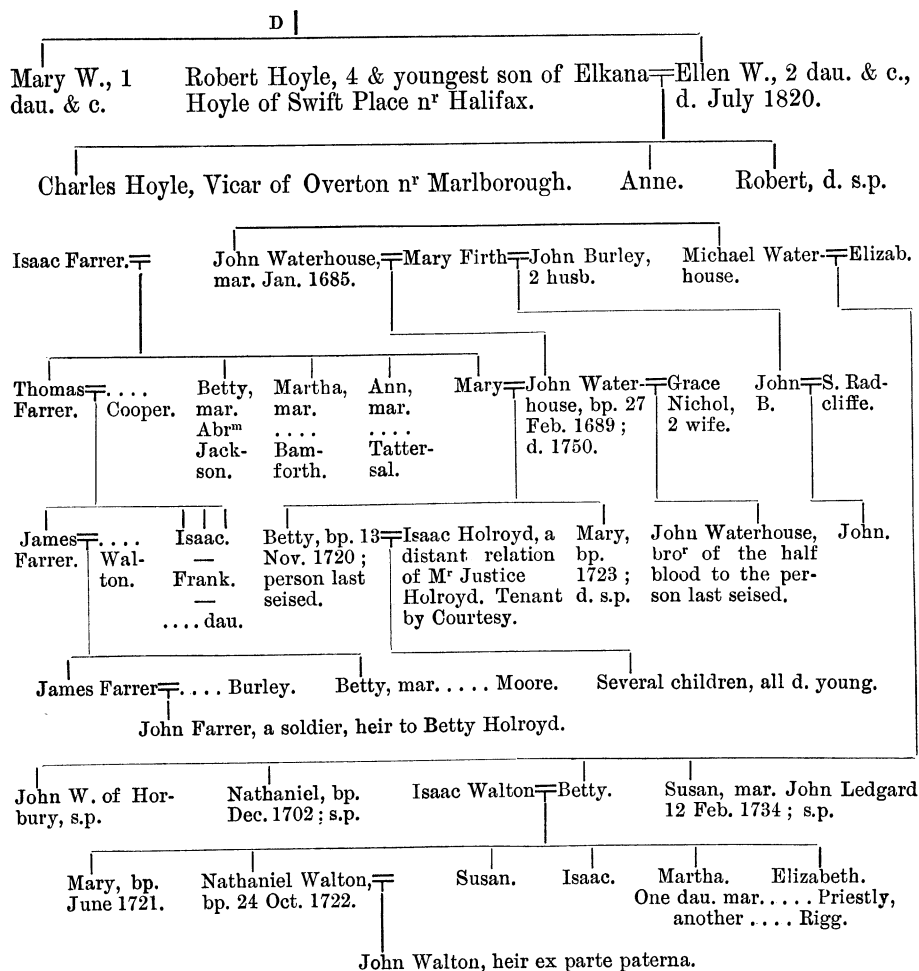 D
Mary W., 1 dau. & c.
Robert Hoyle, 4 & youngest son of Elkana Hoyle of Swift Place nʳ Halifax.
Ellen W., 2 dau. & c., d. July 1820.
Charles Hoyle, Vicar of Overton nʳ Marlborough. Anne. Robert, d. s.p.
Isaac Farrer.
John Waterhouse, mar. Jan. 1685.
Mary Firth
John Burley, 2 husb.
Michael Water-
house.
Elizab.
Thomas Farrer.
. . . . Cooper.
Betty,
mar.
Abrᵐ
Jack-
son.
Martha,
mar.
. . . .
Bam-
forth.
Ann,
mar.
. . . .
Tatter-
sal.
Mary
John Water-
house, bp. 27
Feb. 1689 ;
d. 1750.
Grace
Nichol,
2 wife.
John
B.
S. Rad-
cliffe.
James
Farrer.
. . . .
Wal-
ton.
Isaac.
—
Frank.
—
. . . . dau.
Betty, bp. 13
Nov. 1720 ;
person last
seised.
Isaac Holroyd, a
distant relation
of Mʳ Justice
Holroyd. Tenant
by Courtesy.
Mary,
bp.
1723 ;
d. s.p.
John Waterhouse,
broʳ of the half
blood to the per-
son last seised.
John.
James Farrer . . . . Burley. Betty, mar. . . . . Moore. Several children, all d. young.
John Farrer, a soldier, heir to Betty Holroyd.
John W. of Hor-
bury, s.p.
Nathaniel, bp.
Dec. 1702 ; s.p.
Isaac Walton Betty.
Susan, mar. John Ledgard
12 Feb. 1734 ; s.p.
Mary, bp.
June 1721.
Nathaniel Walton,
bp. 24 Oct. 1722.
Susan.
Isaac.
Martha. Elizabeth.
One dau. mar. . . . . Priestly,
another . . . . Rigg.
John Walton, heir ex parte paterna.